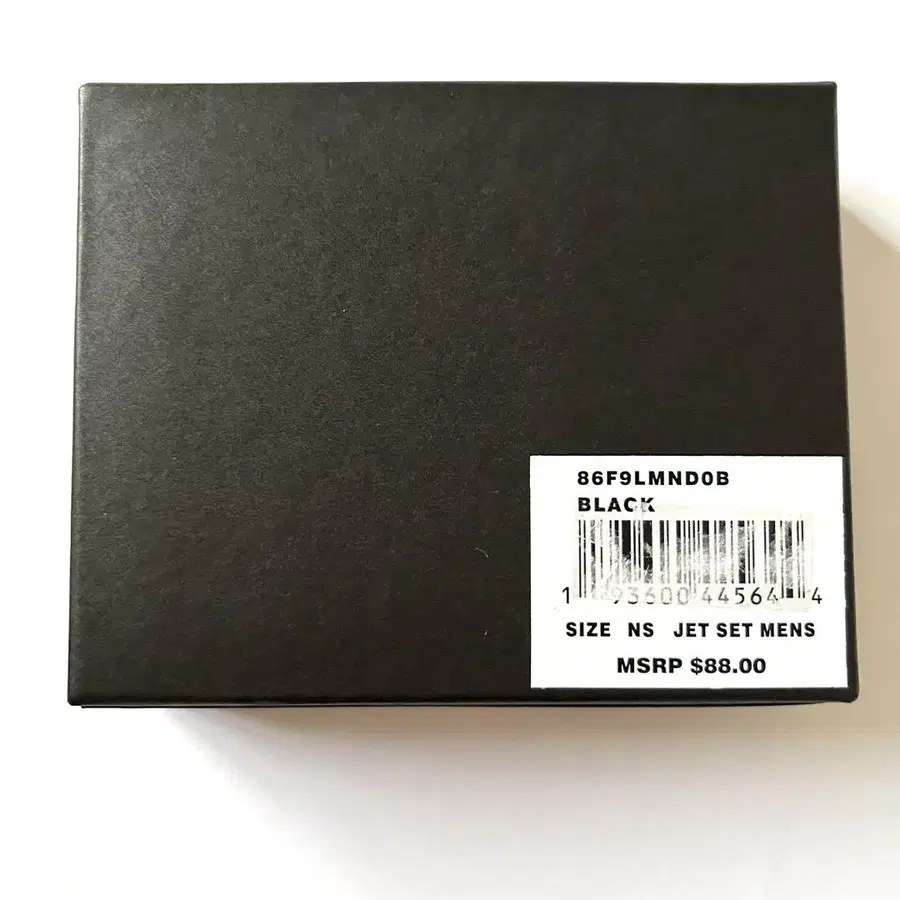 86F9LMND0B
BLACK
1 93600 44564 4
SIZE NS JET SET MENS
MSRP $88.00